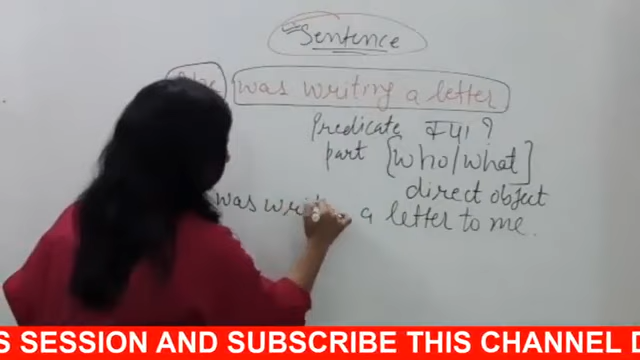 Sentence
She was writing a letter
Predicate क्या ?
part [who/what]
direct object
was writing a letter to me.
S SESSION AND SUBSCRIBE THIS CHANNEL